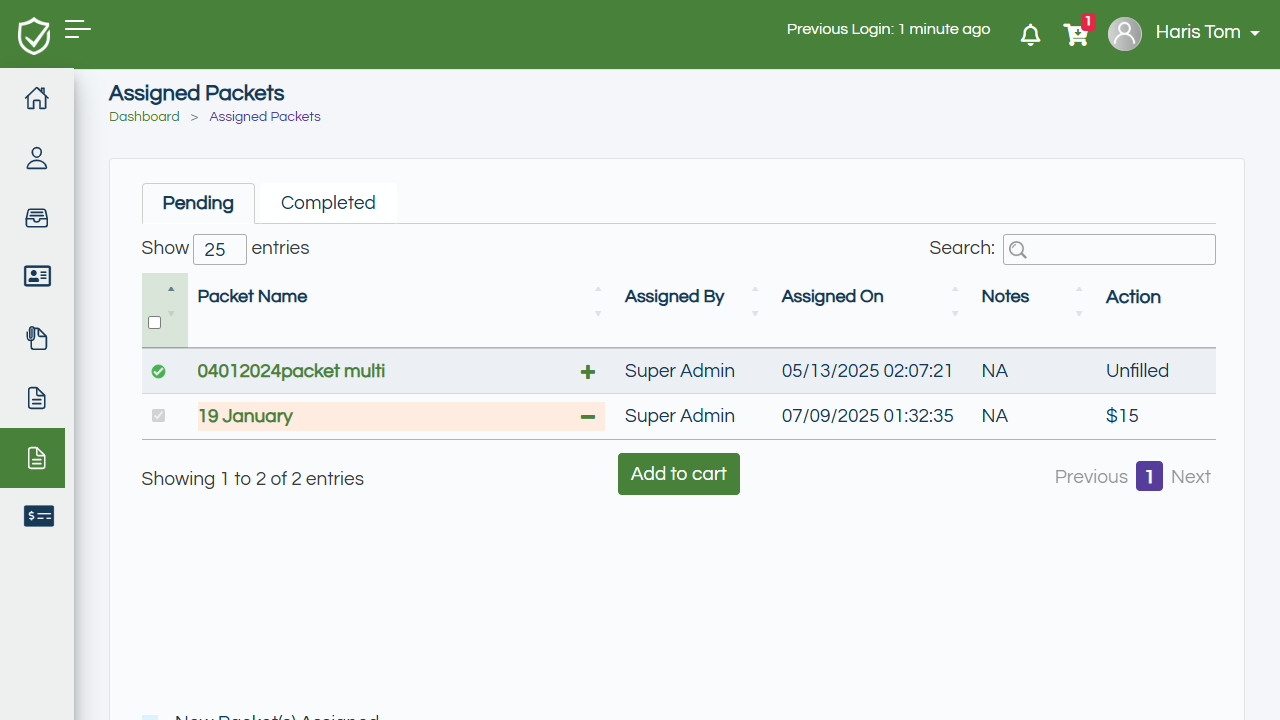 Previous Login: 1 minute ago
1
Haris Tom
Assigned Packets
Dashboard > Assigned Packets
Pending
Completed
Show 25 entries
Search:
Packet Name
Assigned By
Assigned On
Notes
Action
04012024packet multi
Super Admin
05/13/2025 02:07:21
NA
Unfilled
19 January
Super Admin
07/09/2025 01:32:35
NA
$15
Showing 1 to 2 of 2 entries
Add to cart
Previous 1 Next
New Packet(s) Assigned